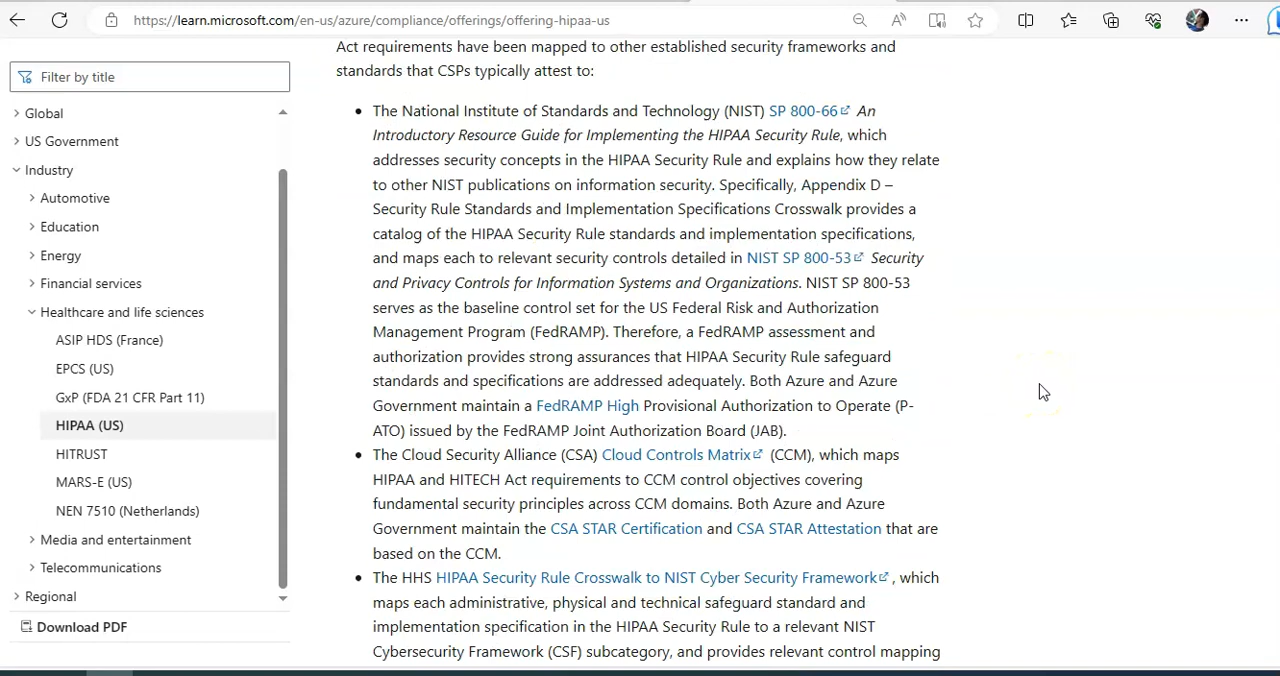 https://learn.microsoft.com/en-us/azure/compliance/offerings/offering-hipaa-us
Filter by title
Global
US Government
Industry
Automotive
Education
Energy
Financial services
Healthcare and life sciences
ASIP HDS (France)
EPCS (US)
GxP (FDA 21 CFR Part 11)
HIPAA (US)
HITRUST
MARS-E (US)
NEN 7510 (Netherlands)
Media and entertainment
Telecommunications
Regional
Download PDF
Act requirements have been mapped to other established security frameworks and
standards that CSPs typically attest to:
• The National Institute of Standards and Technology (NIST) SP 800-66 An
Introductory Resource Guide for Implementing the HIPAA Security Rule, which
addresses security concepts in the HIPAA Security Rule and explains how they relate
to other NIST publications on information security. Specifically, Appendix D –
Security Rule Standards and Implementation Specifications Crosswalk provides a
catalog of the HIPAA Security Rule standards and implementation specifications,
and maps each to relevant security controls detailed in NIST SP 800-53 Security
and Privacy Controls for Information Systems and Organizations. NIST SP 800-53
serves as the baseline control set for the US Federal Risk and Authorization
Management Program (FedRAMP). Therefore, a FedRAMP assessment and
authorization provides strong assurances that HIPAA Security Rule safeguard
standards and specifications are addressed adequately. Both Azure and Azure
Government maintain a FedRAMP High Provisional Authorization to Operate (P-
ATO) issued by the FedRAMP Joint Authorization Board (JAB).
• The Cloud Security Alliance (CSA) Cloud Controls Matrix (CCM), which maps
HIPAA and HITECH Act requirements to CCM control objectives covering
fundamental security principles across CCM domains. Both Azure and Azure
Government maintain the CSA STAR Certification and CSA STAR Attestation that are
based on the CCM.
• The HHS HIPAA Security Rule Crosswalk to NIST Cyber Security Framework , which
maps each administrative, physical and technical safeguard standard and
implementation specification in the HIPAA Security Rule to a relevant NIST
Cybersecurity Framework (CSF) subcategory, and provides relevant control mapping